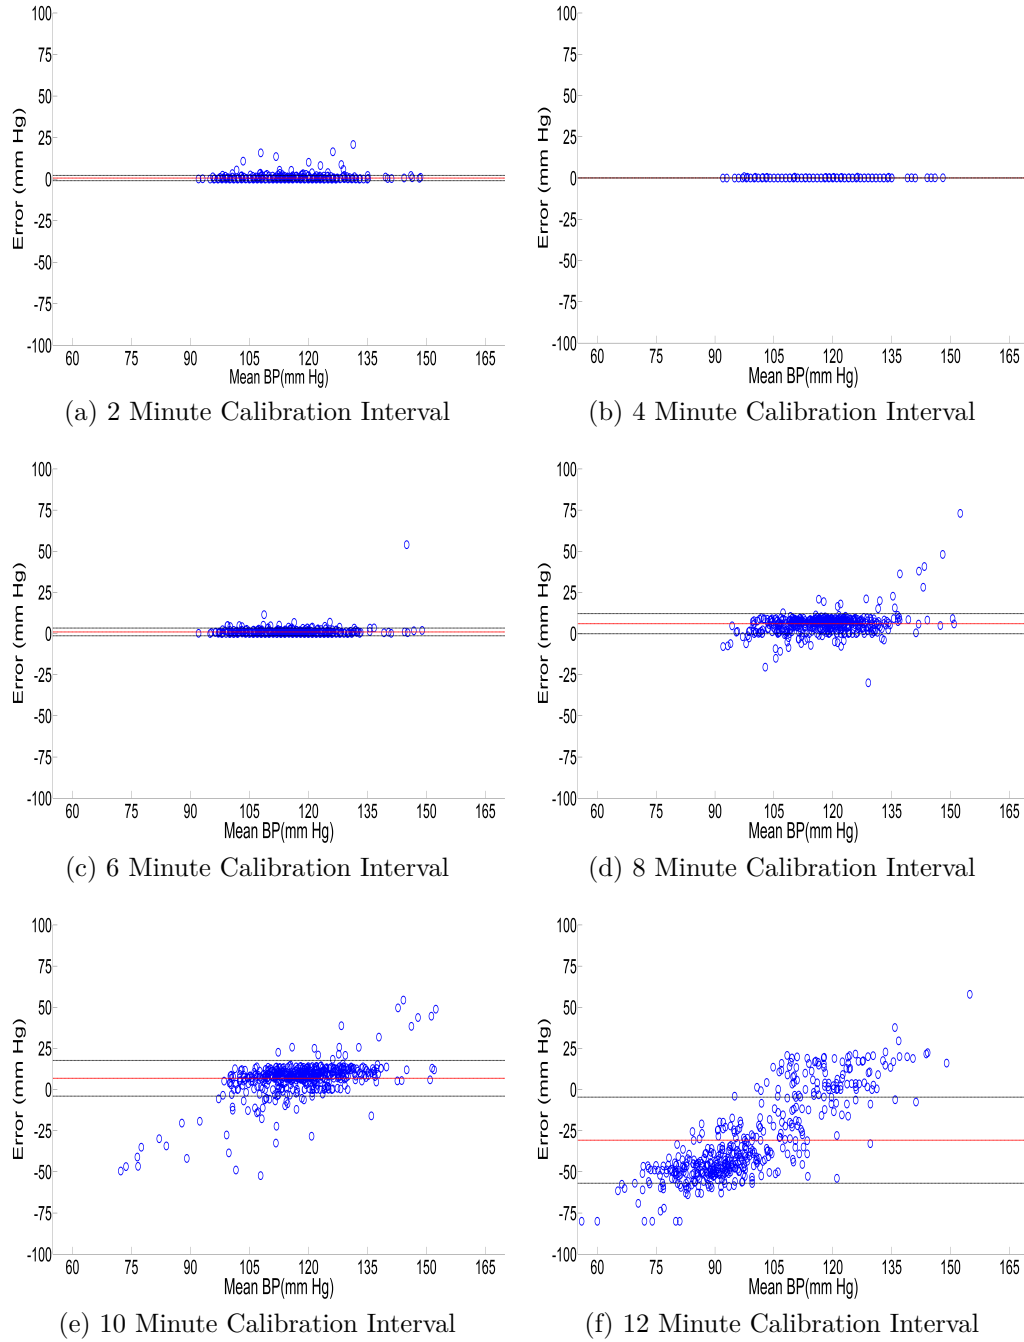 100
75
50
25
0
-25
-50
-75
-100
Error (mm Hg)
60 75 90 105 120 135 150 165
Mean BP(mm Hg)
(a) 2 Minute Calibration Interval
100
75
50
25
0
-25
-50
-75
-100
Error (mm Hg)
60 75 90 105 120 135 150 165
Mean BP(mm Hg)
(b) 4 Minute Calibration Interval
100
75
50
25
0
-25
-50
-75
-100
Error (mm Hg)
60 75 90 105 120 135 150 165
Mean BP(mm Hg)
(c) 6 Minute Calibration Interval
100
75
50
25
0
-25
-50
-75
-100
Error (mm Hg)
60 75 90 105 120 135 150 165
Mean BP(mm Hg)
(d) 8 Minute Calibration Interval
100
75
50
25
0
-25
-50
-75
-100
Error (mm Hg)
60 75 90 105 120 135 150 165
Mean BP(mm Hg)
(e) 10 Minute Calibration Interval
100
75
50
25
0
-25
-50
-75
-100
Error (mm Hg)
60 75 90 105 120 135 150 165
Mean BP(mm Hg)
(f) 12 Minute Calibration Interval